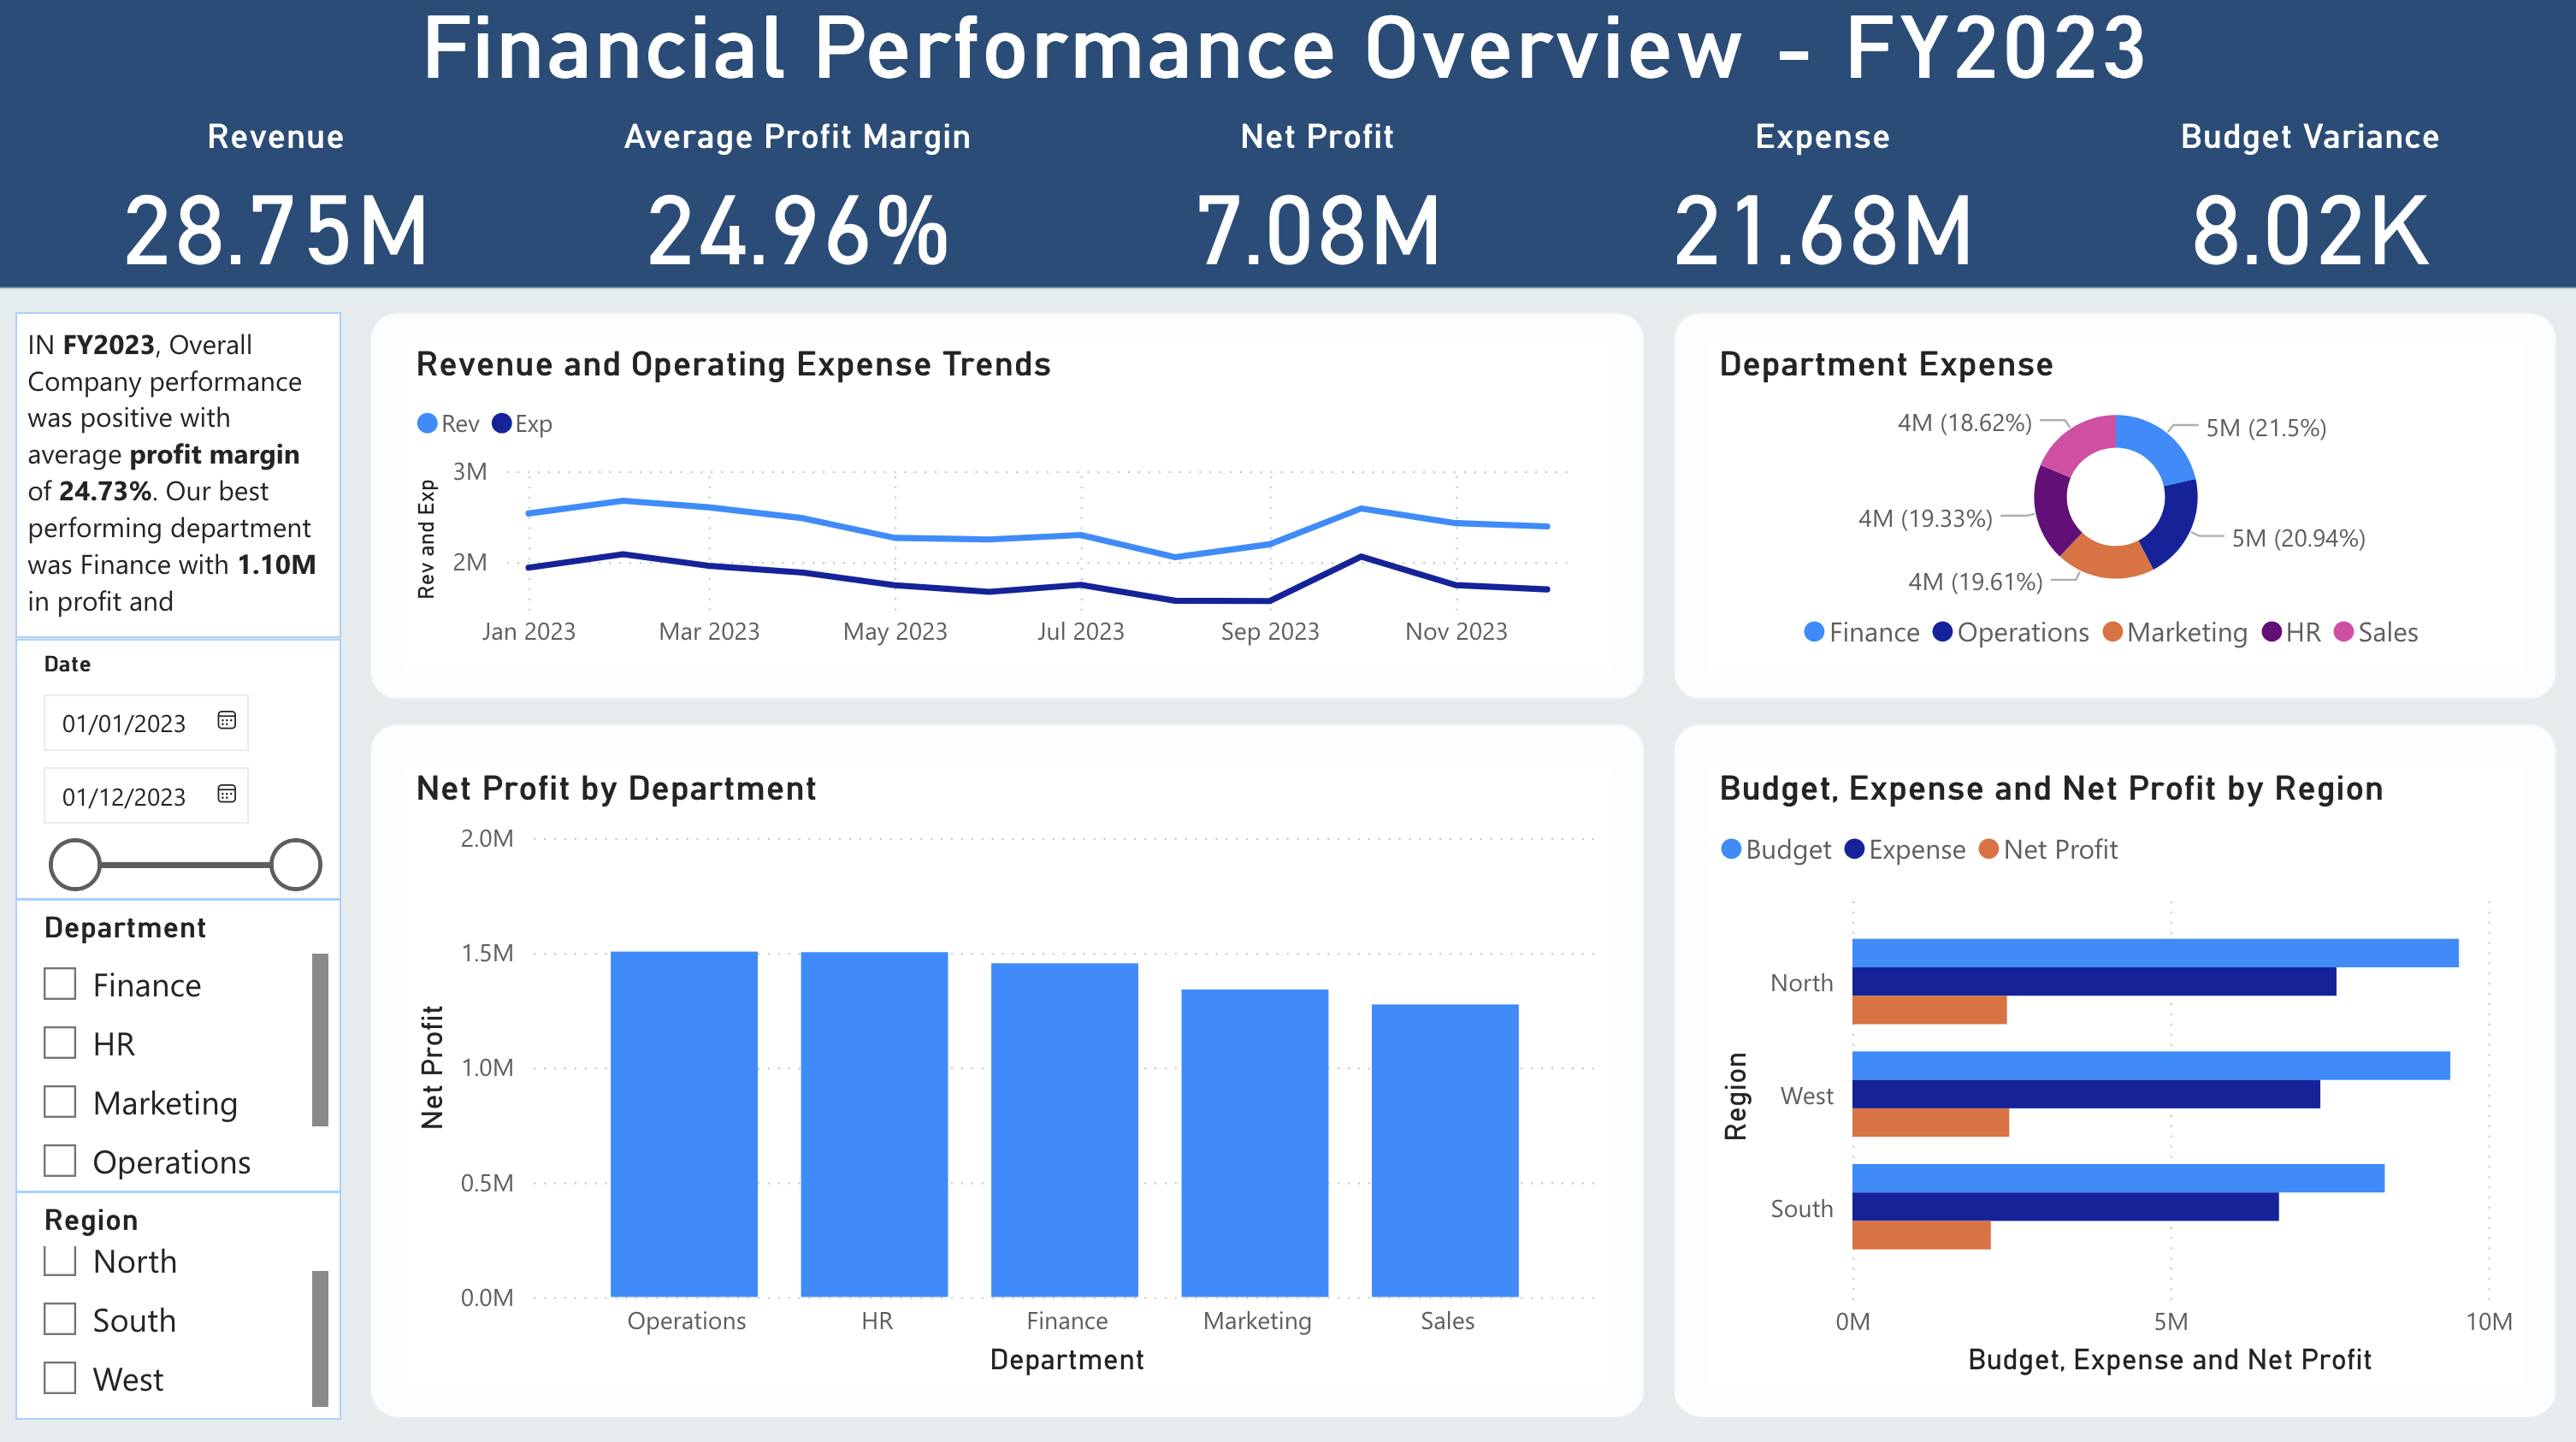 Financial Performance Overview - FY2023
Revenue
28.75M
Average Profit Margin
24.96%
Net Profit
7.08M
Expense
21.68M
Budget Variance
8.02K
IN FY2023, Overall
Company performance
was positive with
average profit margin
of 24.73%. Our best
performing department
was Finance with 1.10M
in profit and
Date
01/01/2023
01/12/2023
Department
Finance
HR
Marketing
Operations
Region
North
South
West
Revenue and Operating Expense Trends
Rev Exp
Rev and Exp
3M
2M
Jan 2023 Mar 2023 May 2023 Jul 2023 Sep 2023 Nov 2023
Department Expense
4M (18.62%)
5M (21.5%)
4M (19.33%)
5M (20.94%)
4M (19.61%)
Finance Operations Marketing HR Sales
Net Profit by Department
Net Profit
2.0M
1.5M
1.0M
0.5M
0.0M
Operations HR Finance Marketing Sales
Department
Budget, Expense and Net Profit by Region
Budget Expense Net Profit
Region
North
West
South
0M 5M 10M
Budget, Expense and Net Profit